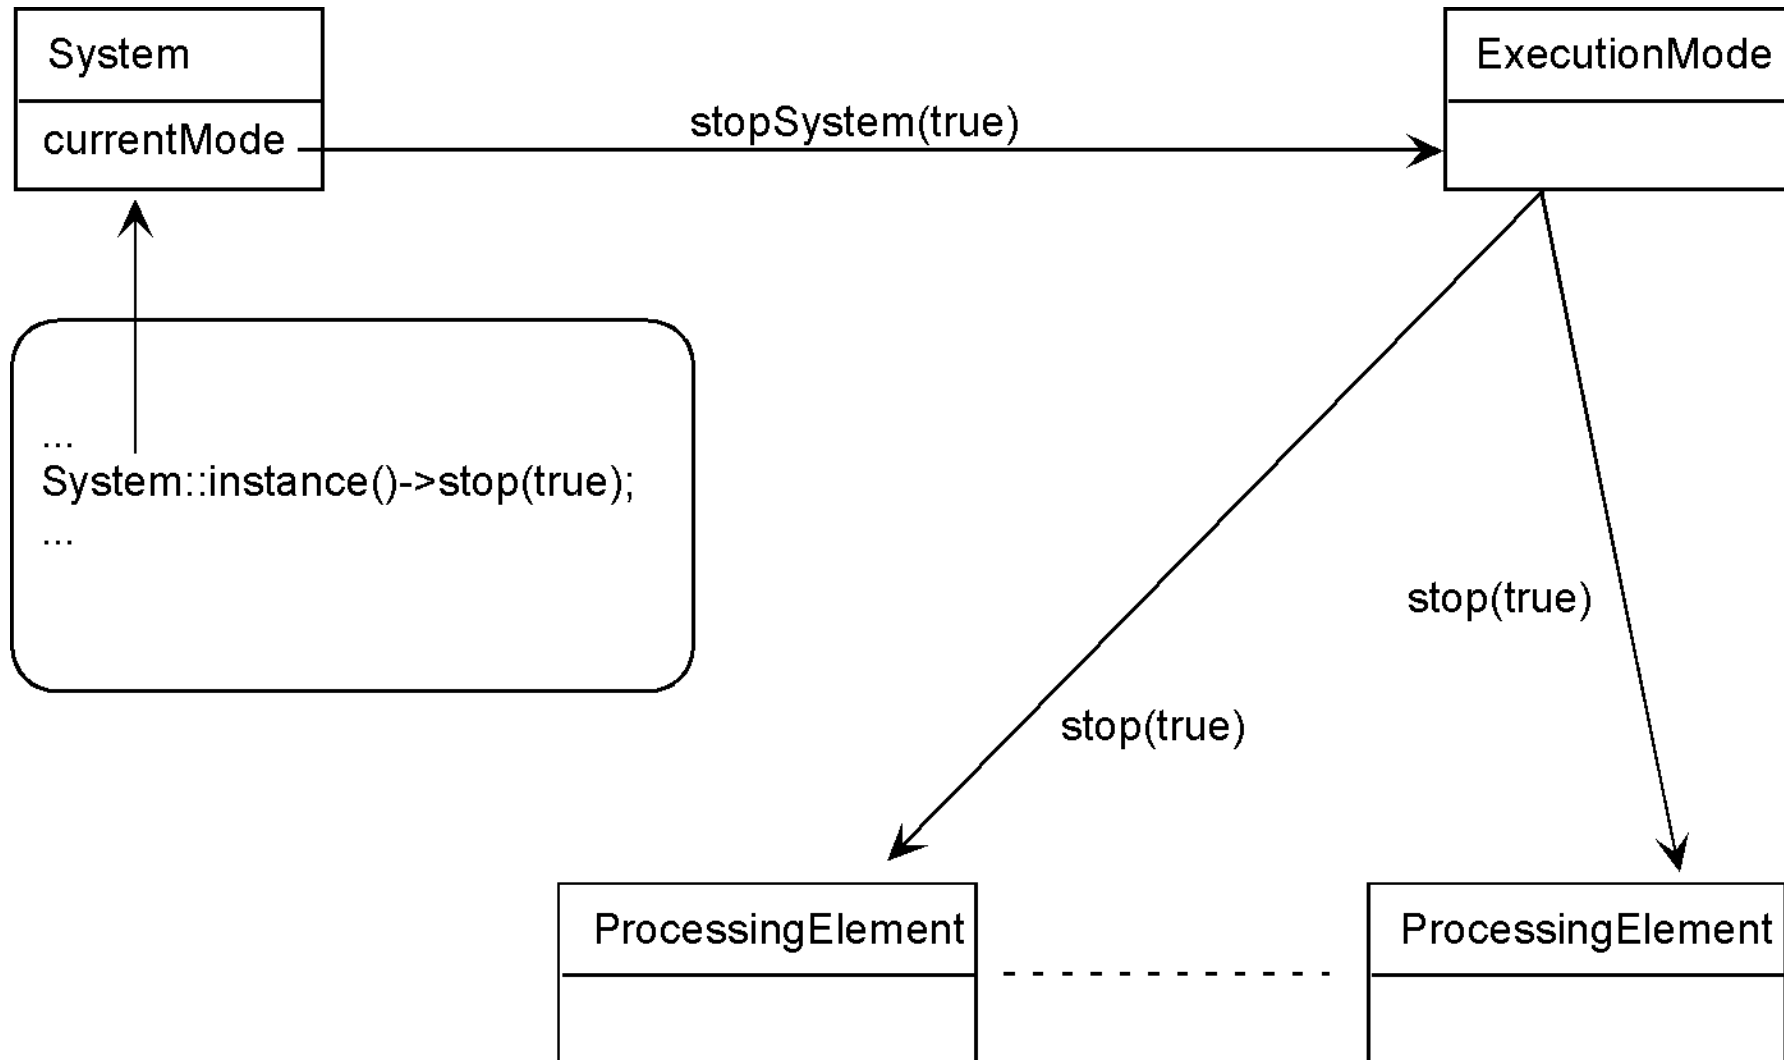 System
ExecutionMode
currentMode
stopSystem(true)
...
System::instance()->stop(true);
...
stop(true)
stop(true)
ProcessingElement
ProcessingElement